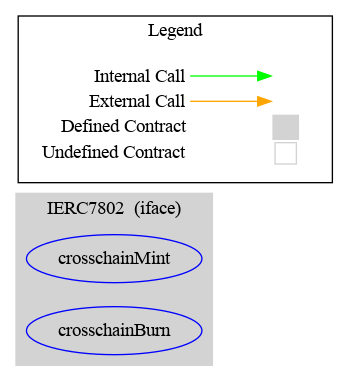 Legend
Internal Call
External Call
Defined Contract
Undefined Contract
IERC7802  (iface)
crosschainMint
crosschainBurn